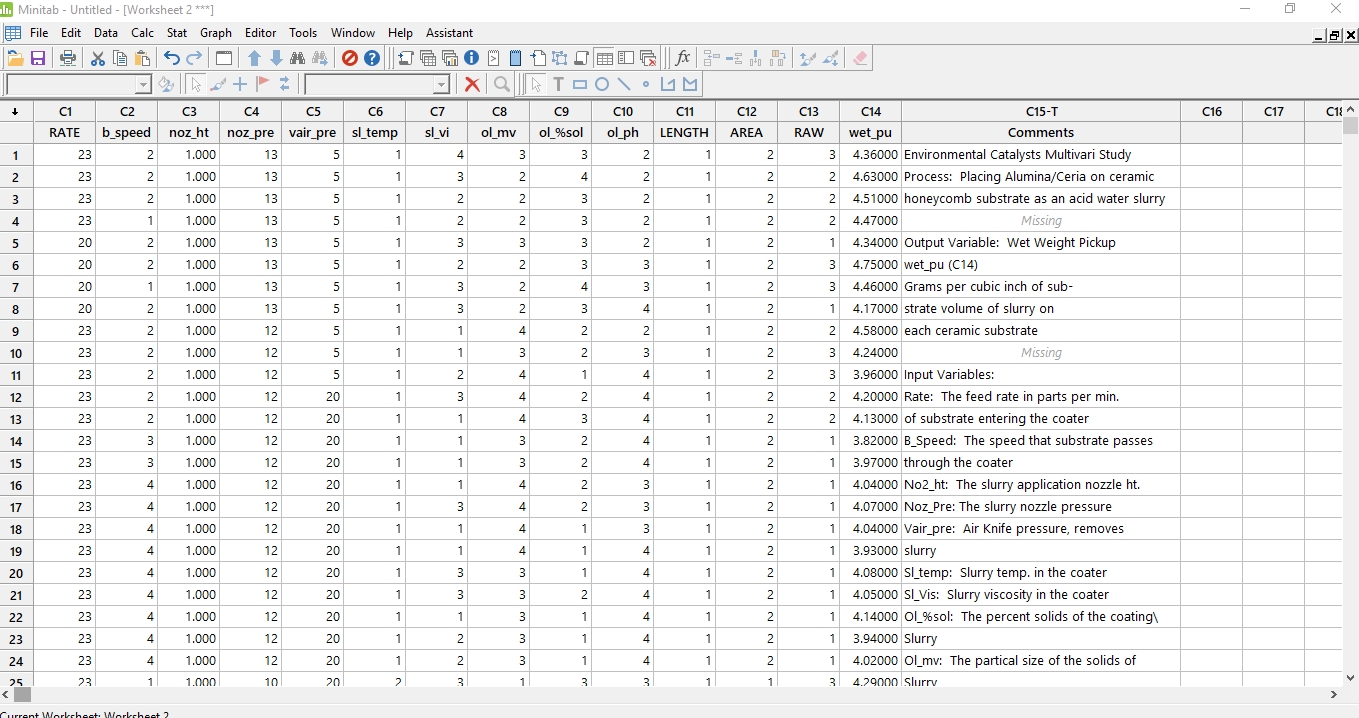 Minitab - Untitled - [Worksheet 2 ***]
File Edit Data Calc Stat Graph Editor Tools Window Help Assistant
C1 C2 C3 C4 C5 C6 C7 C8 C9 C10 C11 C12 C13 C14 C15-T C16 C17 C18
RATE b_speed noz_ht noz_pre vair_pre sl_temp sl_vi ol_mv ol_%sol ol_ph LENGTH AREA RAW wet_pu Comments
1 23 2 1.000 13 5 1 4 3 3 2 1 2 3 4.36000 Environmental Catalysts Multivari Study
2 23 2 1.000 13 5 1 3 2 4 2 1 2 2 4.63000 Process: Placing Alumina/Ceria on ceramic
3 23 2 1.000 13 5 1 2 2 3 2 1 2 2 4.51000 honeycomb substrate as an acid water slurry
4 23 1 1.000 13 5 1 2 2 3 2 1 2 2 4.47000 Missing
5 20 2 1.000 13 5 1 3 3 3 2 1 2 1 4.34000 Output Variable: Wet Weight Pickup
6 20 2 1.000 13 5 1 2 2 3 3 1 2 3 4.75000 wet_pu (C14)
7 20 1 1.000 13 5 1 3 2 4 3 1 2 3 4.46000 Grams per cubic inch of sub-
8 20 2 1.000 13 5 1 3 2 3 4 1 2 1 4.17000 strate volume of slurry on
9 23 2 1.000 12 5 1 1 4 2 2 1 2 2 4.58000 each ceramic substrate
10 23 2 1.000 12 5 1 1 3 2 3 1 2 3 4.24000 Missing
11 23 2 1.000 12 5 1 2 4 1 4 1 2 3 3.96000 Input Variables:
12 23 2 1.000 12 20 1 3 4 2 4 1 2 2 4.20000 Rate: The feed rate in parts per min.
13 23 2 1.000 12 20 1 1 4 3 4 1 2 2 4.13000 of substrate entering the coater
14 23 3 1.000 12 20 1 1 3 2 4 1 2 1 3.82000 B_Speed: The speed that substrate passes
15 23 3 1.000 12 20 1 1 3 2 4 1 2 1 3.97000 through the coater
16 23 4 1.000 12 20 1 1 4 2 3 1 2 1 4.04000 No2_ht: The slurry application nozzle ht.
17 23 4 1.000 12 20 1 3 4 2 3 1 2 1 4.07000 Noz_Pre: The slurry nozzle pressure
18 23 4 1.000 12 20 1 1 4 1 3 1 2 1 4.04000 Vair_pre: Air Knife pressure, removes
19 23 4 1.000 12 20 1 1 4 1 4 1 2 1 3.93000 slurry
20 23 4 1.000 12 20 1 3 3 1 4 1 2 1 4.08000 Sl_temp: Slurry temp. in the coater
21 23 4 1.000 12 20 1 3 3 2 4 1 2 1 4.05000 Sl_Vis: Slurry viscosity in the coater
22 23 4 1.000 12 20 1 1 3 1 4 1 2 1 4.14000 Ol_%sol: The percent solids of the coating\
23 23 4 1.000 12 20 1 2 3 1 4 1 2 1 3.94000 Slurry
24 23 4 1.000 12 20 1 2 3 1 4 1 2 1 4.02000 Ol_mv: The partical size of the solids of
25 23 1 1.000 10 20 2 3 1 3 3 1 1 3 4.29000 Slurry
Current Worksheet: Worksheet 2